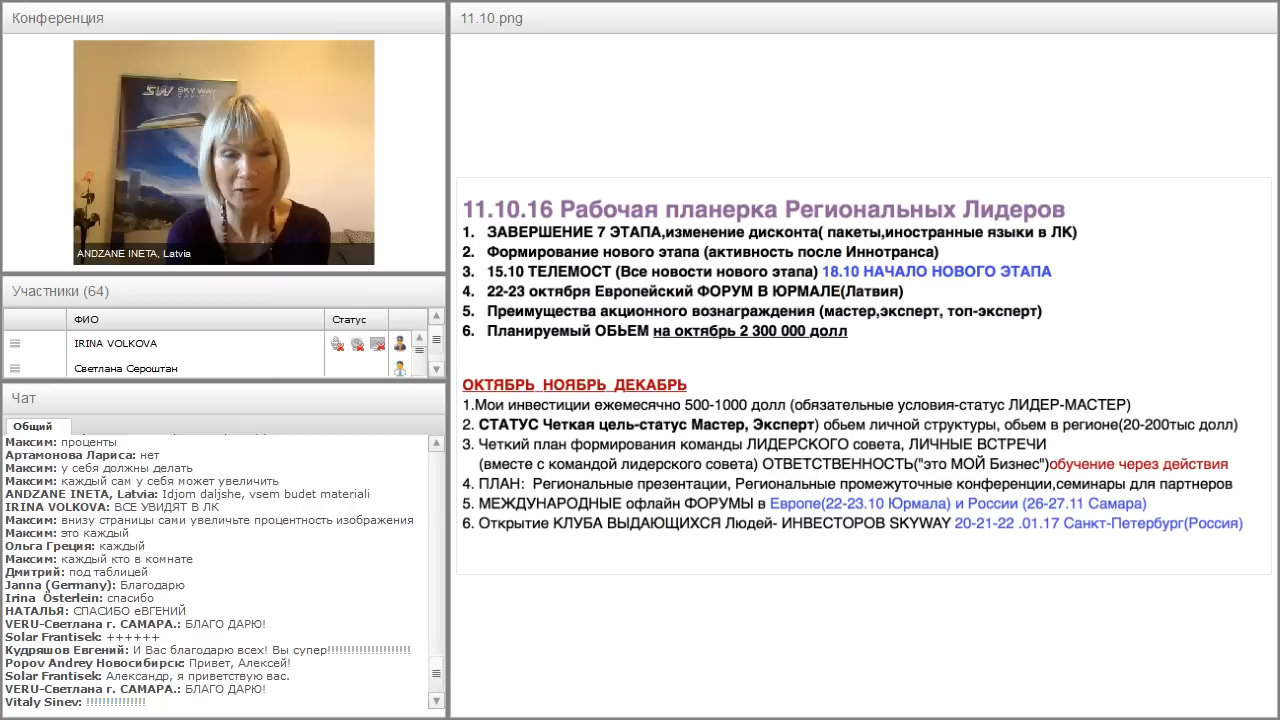 Конференция
SW SKY WAY
CAPITAL
ANDZANE INETA, Latvia
Участники (64)
ФИО
Статус
IRINA VOLKOVA
Светлана Сероштан
Чат
Общий
Максим: проценты
Артамонова Лариса: нет
Максим: у себя должны делать
Максим: каждый сам у себя может увеличить
ANDZANE INETA, Latvia: Idjom daljshe, vsem budet materiali
IRINA VOLKOVA: ВСЕ УВИДЯТ В ЛК
Максим: внизу страницы сами увеличьте процентность изображения
Максим: это каждый
Ольга Греция: каждый
Максим: каждый кто в комнате
Дмитрий: под таблицей
Janna (Germany): Благодарю
Irina Österlein: спасибо
НАТАЛЬЯ: СПАСИБО еВГЕНИЙ
VERU-Светлана г. САМАРА.: БЛАГО ДАРЮ!
Solar Frantisek: ++++++
Кудряшов Евгений: И Вас благодарю всех! Вы супер!!!!!!!!!!!!!!!!!!!!!
Popov Andrey Новосибирск: Привет, Алексей!
Solar Frantisek: Александр, я приветствую вас.
VERU-Светлана г. САМАРА.: БЛАГО ДАРЮ!
Vitaly Sinev: !!!!!!!!!!!!!!!
11.10.png
11.10.16 Рабочая планерка Региональных Лидеров
1. ЗАВЕРШЕНИЕ 7 ЭТАПА,изменение дисконта( пакеты,иностранные языки в ЛК)
2. Формирование нового этапа (активность после Иннотранса)
3. 15.10 ТЕЛЕМОСТ (Все новости нового этапа) 18.10 НАЧАЛО НОВОГО ЭТАПА
4. 22-23 октября Европейский ФОРУМ В ЮРМАЛЕ(Латвия)
5. Преимущества акционного вознаграждения (мастер,эксперт, топ-эксперт)
6. Планируемый ОБЬЕМ на октябрь 2 300 000 долл
ОКТЯБРЬ НОЯБРЬ ДЕКАБРЬ
1.Мои инвестиции ежемесячно 500-1000 долл (обязательные условия-статус ЛИДЕР-МАСТЕР)
2. СТАТУС Четкая цель-статус Мастер, Эксперт) обьем личной структуры, обьем в регионе(20-200тыс долл)
3. Четкий план формирования команды ЛИДЕРСКОГО совета, ЛИЧНЫЕ ВСТРЕЧИ
(вместе с командой лидерского совета) ОТВЕТСТВЕННОСТЬ("это МОЙ Бизнес")обучение через действия
4. ПЛАН: Региональные презентации, Региональные промежуточные конференции,семинары для партнеров
5. МЕЖДУНАРОДНЫЕ офлайн ФОРУМЫ в Европе(22-23.10 Юрмала) и России (26-27.11 Самара)
6. Открытие КЛУБА ВЫДАЮЩИХСЯ Людей- ИНВЕСТОРОВ SKYWAY 20-21-22 .01.17 Санкт-Петербург(Россия)